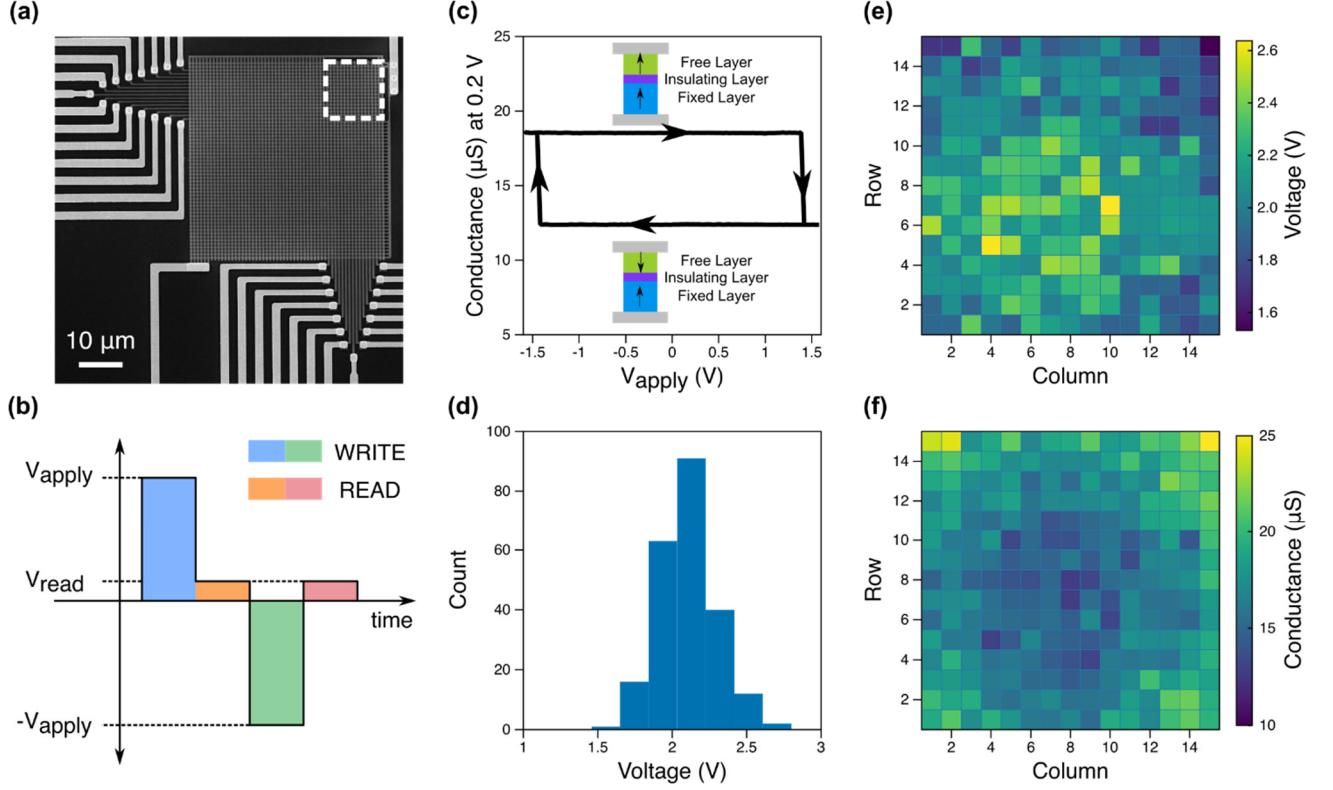 (a)
10 μm
(b)
Vapply
Vread
-Vapply
time
WRITE
READ
(c)
Conductance (μS) at 0.2 V
25
20
15
10
5
-1.5 -1 -0.5 0 0.5 1 1.5
Vapply (V)
Free Layer
Insulating Layer
Fixed Layer
Free Layer
Insulating Layer
Fixed Layer
(d)
Count
100
80
60
40
20
0
1 1.5 2 2.5 3
Voltage (V)
(e)
Row
14
12
10
8
6
4
2
2 4 6 8 10 12 14
Column
2.6
2.4
2.2
2.0
1.8
1.6
Voltage (V)
(f)
Row
14
12
10
8
6
4
2
2 4 6 8 10 12 14
Column
25
20
15
10
Conductance (μS)